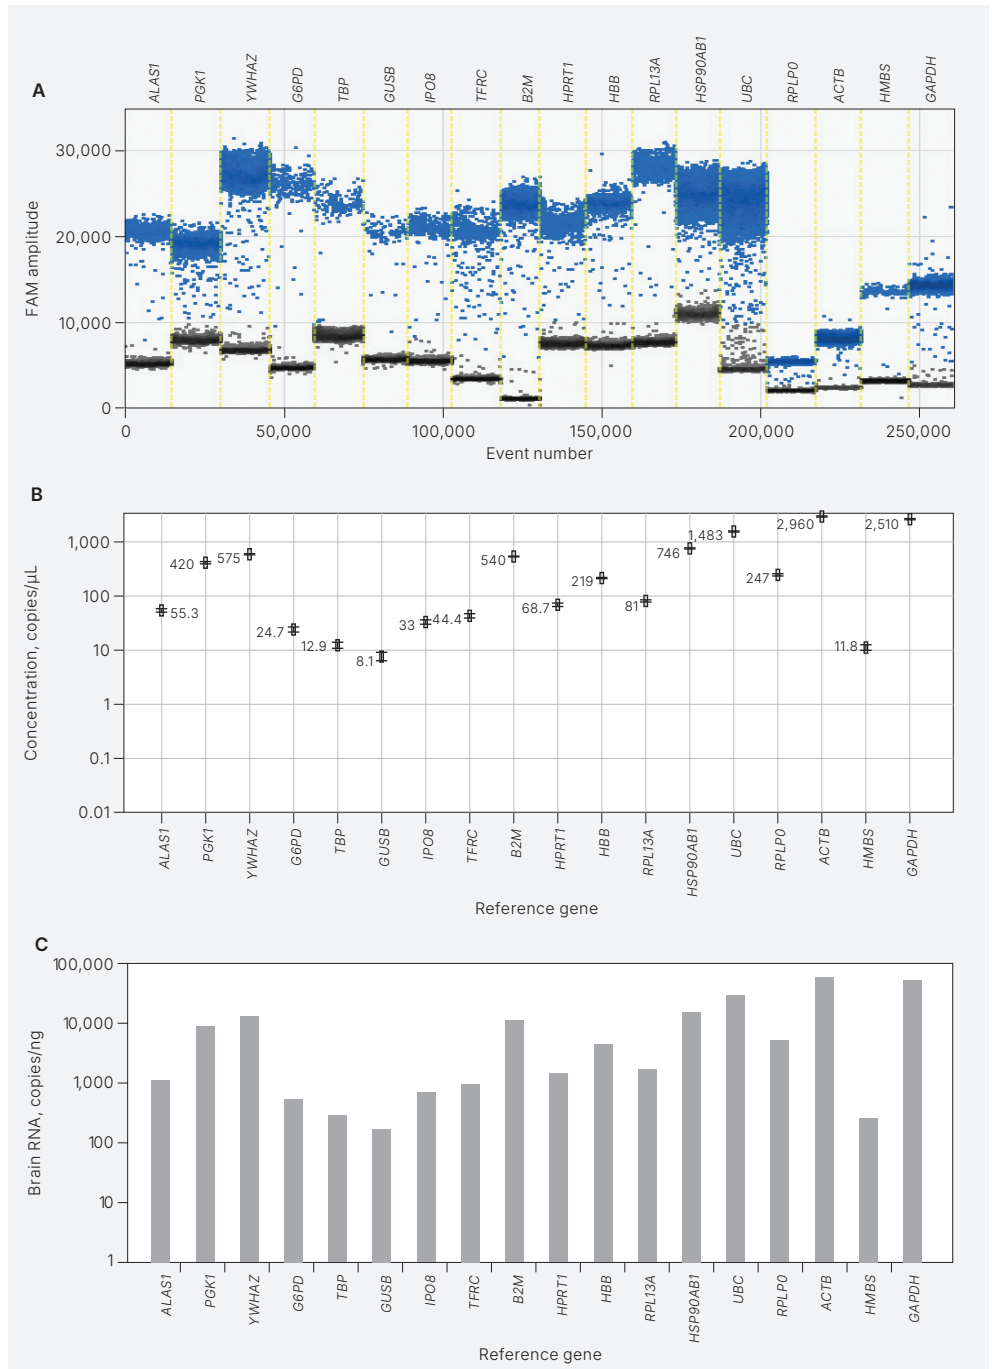 A
ALAS1 PGK1 YWHAZ G6PD TBP GUSB IPO8 TFRC B2M HPRT1 HBB RPL13A HSP90AB1 UBC RPLP0 ACTB HMBS GAPDH
FAM amplitude
30,000
20,000
10,000
0
0 50,000 100,000 150,000 200,000 250,000
Event number
B
Concentration, copies/µL
1,000
100
10
1
0.1
0.01
55.3 420 575 24.7 12.9 8.1 33 44.4 540 68.7 219 81 746 1,483 247 2,960 11.8 2,510
ALAS1 PGK1 YWHAZ G6PD TBP GUSB IPO8 TFRC B2M HPRT1 HBB RPL13A HSP90AB1 UBC RPLP0 ACTB HMBS GAPDH
Reference gene
C
Brain RNA, copies/ng
100,000
10,000
1,000
100
10
1
ALAS1 PGK1 YWHAZ G6PD TBP GUSB IPO8 TFRC B2M HPRT1 HBB RPL13A HSP90AB1 UBC RPLP0 ACTB HMBS GAPDH
Reference gene